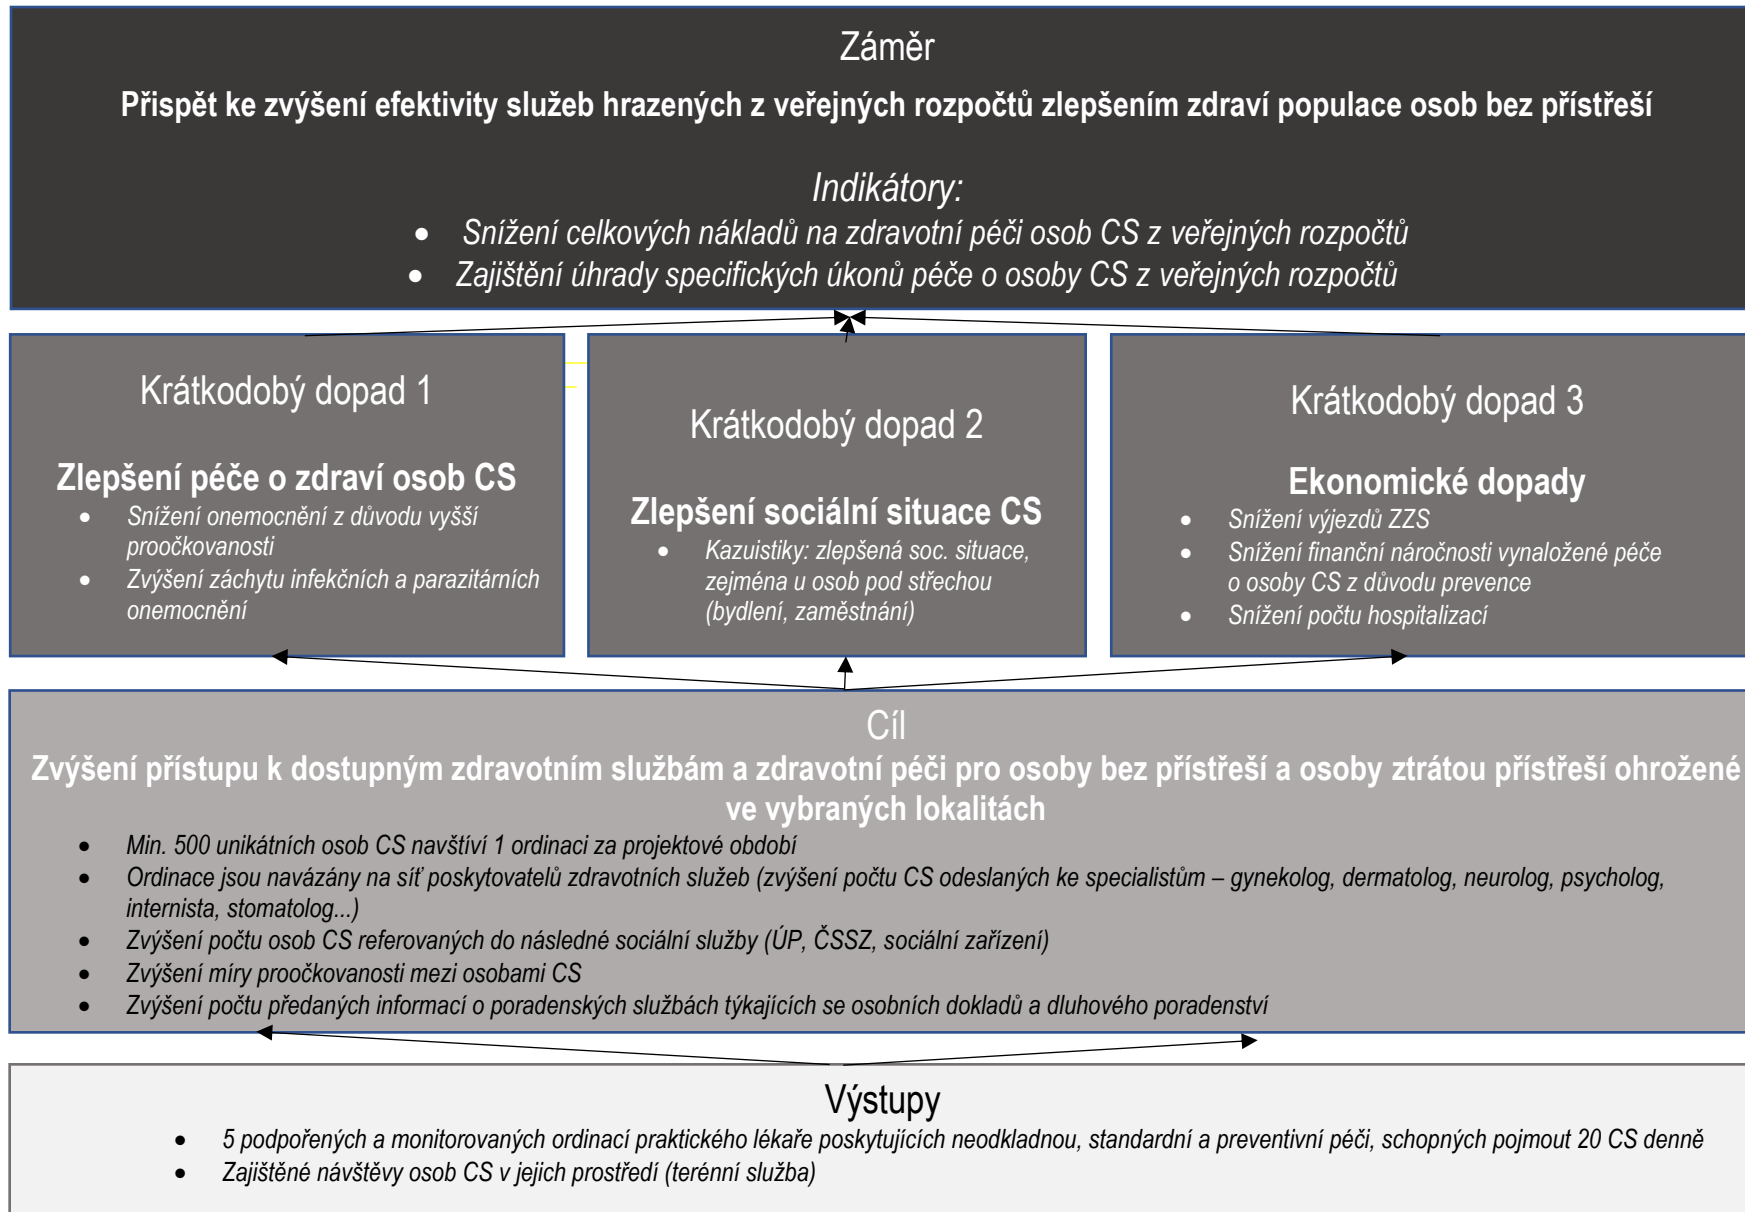 Záměr
Přispět ke zvýšení efektivity služeb hrazených z veřejných rozpočtů zlepšením zdraví populace osob bez přístřeší
Indikátory:
• Snížení celkových nákladů na zdravotní péči osob CS z veřejných rozpočtů
• Zajištění úhrady specifických úkonů péče o osoby CS z veřejných rozpočtů
Krátkodobý dopad 1
Zlepšení péče o zdraví osob CS
• Snížení onemocnění z důvodu vyšší
proočkovanosti
• Zvýšení záchytu infekčních a parazitárních
onemocnění
Krátkodobý dopad 2
Zlepšení sociální situace CS
• Kazuistiky: zlepšená soc. situace,
zejména u osob pod střechou
(bydlení, zaměstnání)
Krátkodobý dopad 3
Ekonomické dopady
• Snížení výjezdů ZZS
• Snížení finanční náročnosti vynaložené péče
o osoby CS z důvodu prevence
• Snížení počtu hospitalizací
Cíl
Zvýšení přístupu k dostupným zdravotním službám a zdravotní péči pro osoby bez přístřeší a osoby ztrátou přístřeší ohrožené
ve vybraných lokalitách
• Min. 500 unikátních osob CS navštíví 1 ordinaci za projektové období
• Ordinace jsou navázány na síť poskytovatelů zdravotních služeb (zvýšení počtu CS odeslaných ke specialistům – gynekolog, dermatolog, neurolog, psycholog,
internista, stomatolog...)
• Zvýšení počtu osob CS referovaných do následné sociální služby (ÚP, ČSSZ, sociální zařízení)
• Zvýšení míry proočkovanosti mezi osobami CS
• Zvýšení počtu předaných informací o poradenských službách týkajících se osobních dokladů a dluhového poradenství
Výstupy
• 5 podpořených a monitorovaných ordinací praktického lékaře poskytujících neodkladnou, standardní a preventivní péči, schopných pojmout 20 CS denně
• Zajištěné návštěvy osob CS v jejich prostředí (terénní služba)